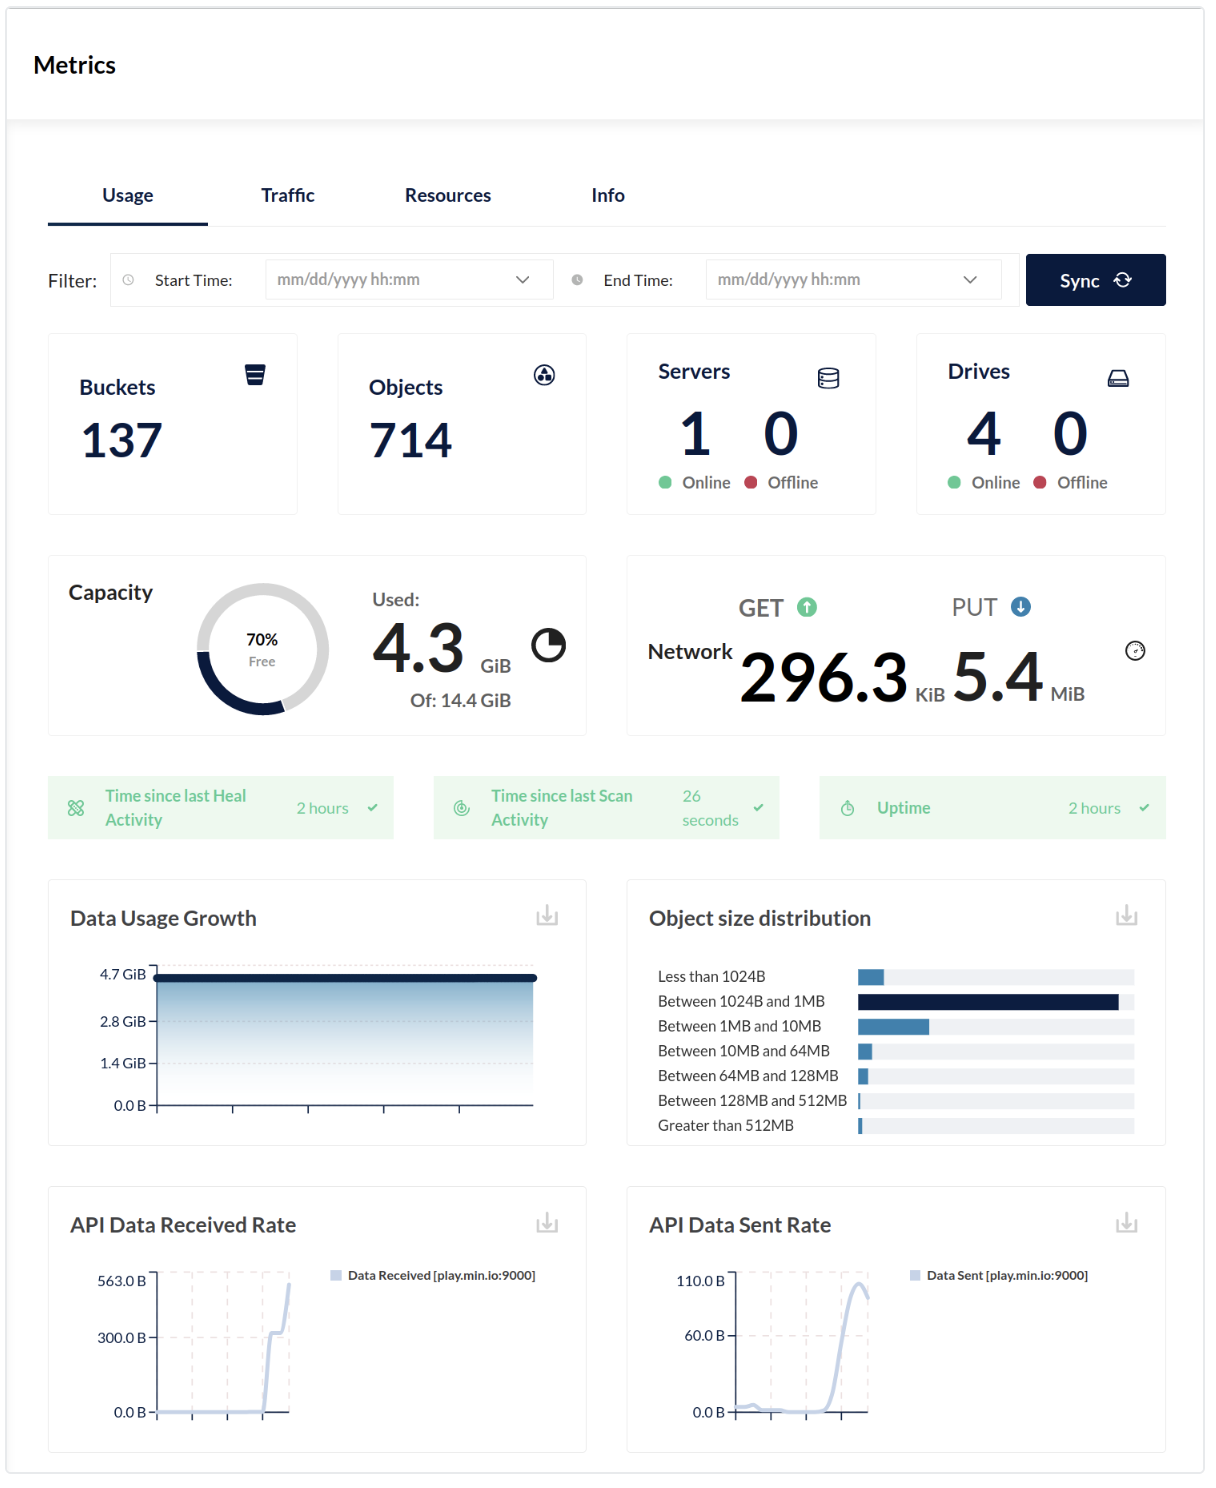 Metrics
Usage Traffic Resources Info
Filter: Start Time: mm/dd/yyyy hh:mm End Time: mm/dd/yyyy hh:mm Sync
Buckets
137
Objects
714
Servers
1 0
Online Offline
Drives
4 0
Online Offline
Capacity
70%
Free
Used:
4.3 GiB
Of: 14.4 GiB
Network
GET
296.3 KiB
PUT
5.4 MiB
Time since last Heal
Activity
2 hours
Time since last Scan
Activity
26
seconds
Uptime
2 hours
Data Usage Growth
4.7 GiB
2.8 GiB
1.4 GiB
0.0 B
Object size distribution
Less than 1024B
Between 1024B and 1MB
Between 1MB and 10MB
Between 10MB and 64MB
Between 64MB and 128MB
Between 128MB and 512MB
Greater than 512MB
API Data Received Rate
563.0 B
300.0 B
0.0 B
Data Received [play.min.io:9000]
API Data Sent Rate
110.0 B
60.0 B
0.0 B
Data Sent [play.min.io:9000]